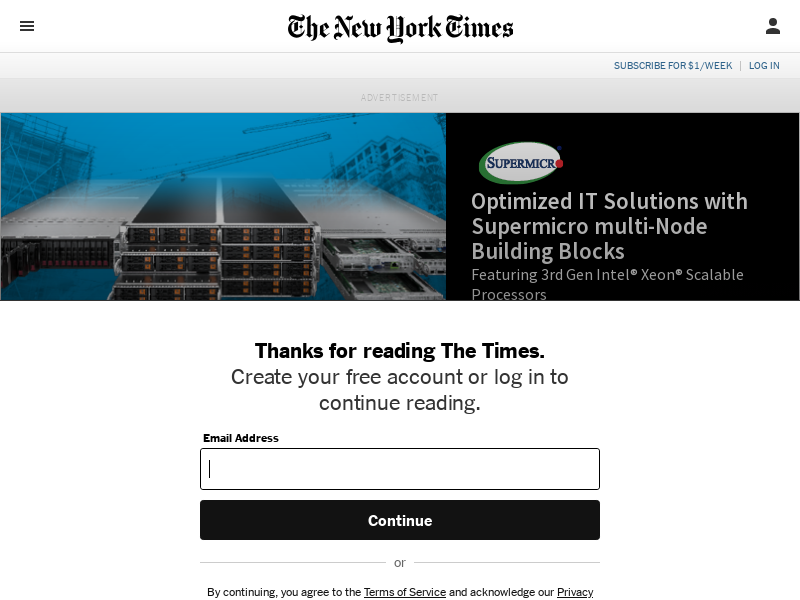 The New York Times
SUBSCRIBE FOR $1/WEEK | LOG IN
ADVERTISEMENT
SUPERMICR
Optimized IT Solutions with
Supermicro multi-Node
Building Blocks
Featuring 3rd Gen Intel® Xeon® Scalable
Processors
Thanks for reading The Times.
Create your free account or log in to
continue reading.
Email Address
Continue
or
By continuing, you agree to the Terms of Service and acknowledge our Privacy